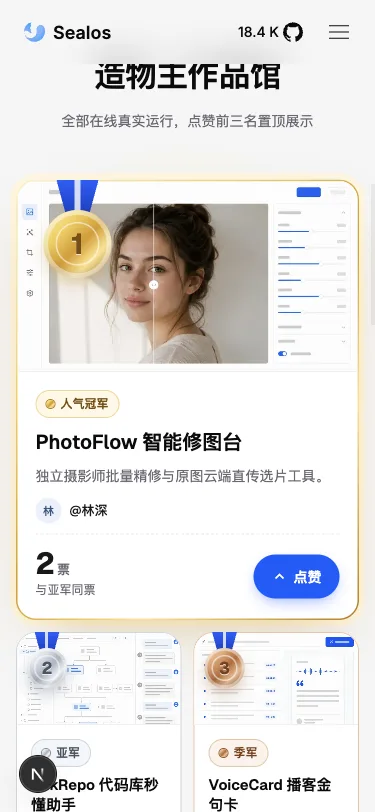 Sealos
18.4 K
造物主作品馆
全部在线真实运行，点赞前三名置顶展示
1
人气冠军
PhotoFlow 智能修图台
独立摄影师批量精修与原图云端直传选片工具。
林 @林深
2 票
与亚军同票
点赞
2
亚军
kRepo 代码库秒
懂助手
3
季军
VoiceCard 播客金
句卡
N